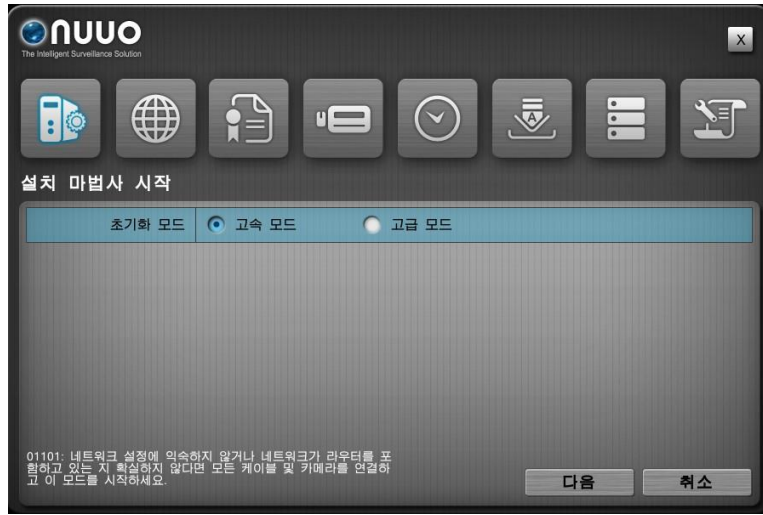 nuuo
The Intelligent Surveillance Solution
X
A
설치 마법사 시작
초기화 모드 고속 모드 고급 모드
01101: 네트워크 설정에 익숙하지 않거나 네트워크가 라우터를 포
함하고 있는 지 확실하지 않다면 모든 케이블 및 카메라를 연결하
고 이 모드를 시작하세요.
다음 취소